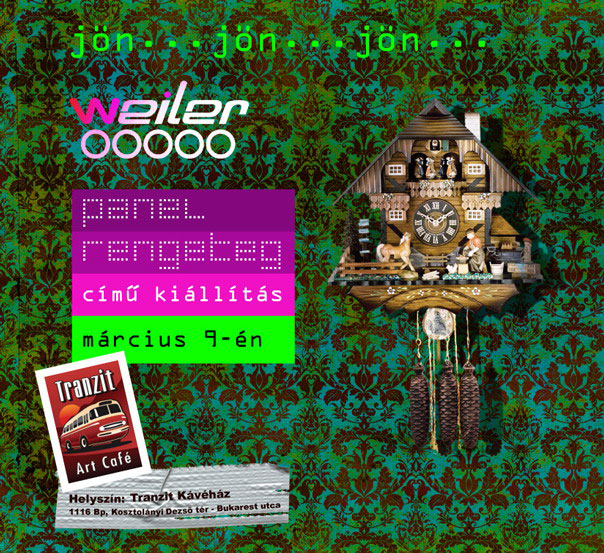 jön...jön...jön...
weiler
panel
rengeteg
című kiállítás
március 9-én
Tranzit
Art Café
Helyszín: Tranzit Kávéház
1116 Bp, Kosztolányi Dezső tér - Bukarest utca